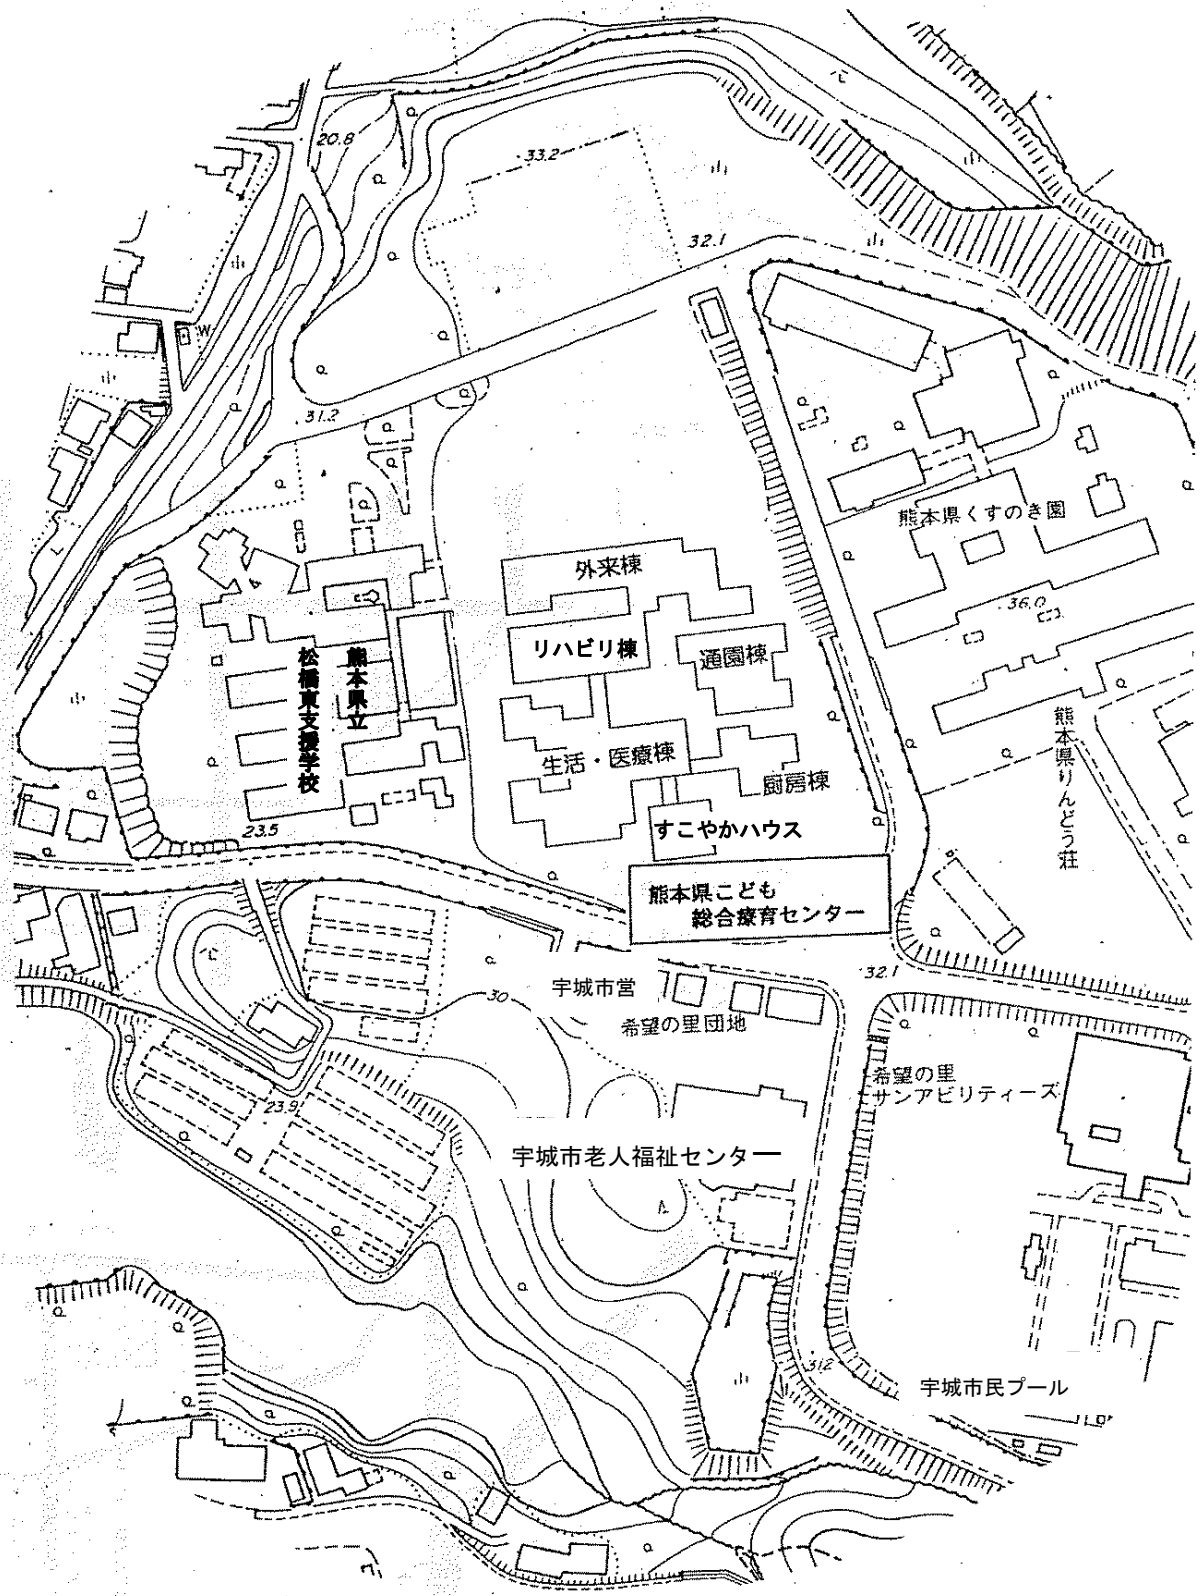 20.8
33.2
32.1
W
31.2
熊本県くすのき園
外来棟
36.0
リハビリ棟
通園棟
熊本県立
松橋東支援学校
熊本県りんどう荘
生活・医療棟
厨房棟
23.5
すこやかハウス
熊本県こども
総合療育センター
32.1
宇城市営
30
希望の里団地
希望の里
サンアビリティーズ
23.9
宇城市老人福祉センター
31.2
宇城市民プール